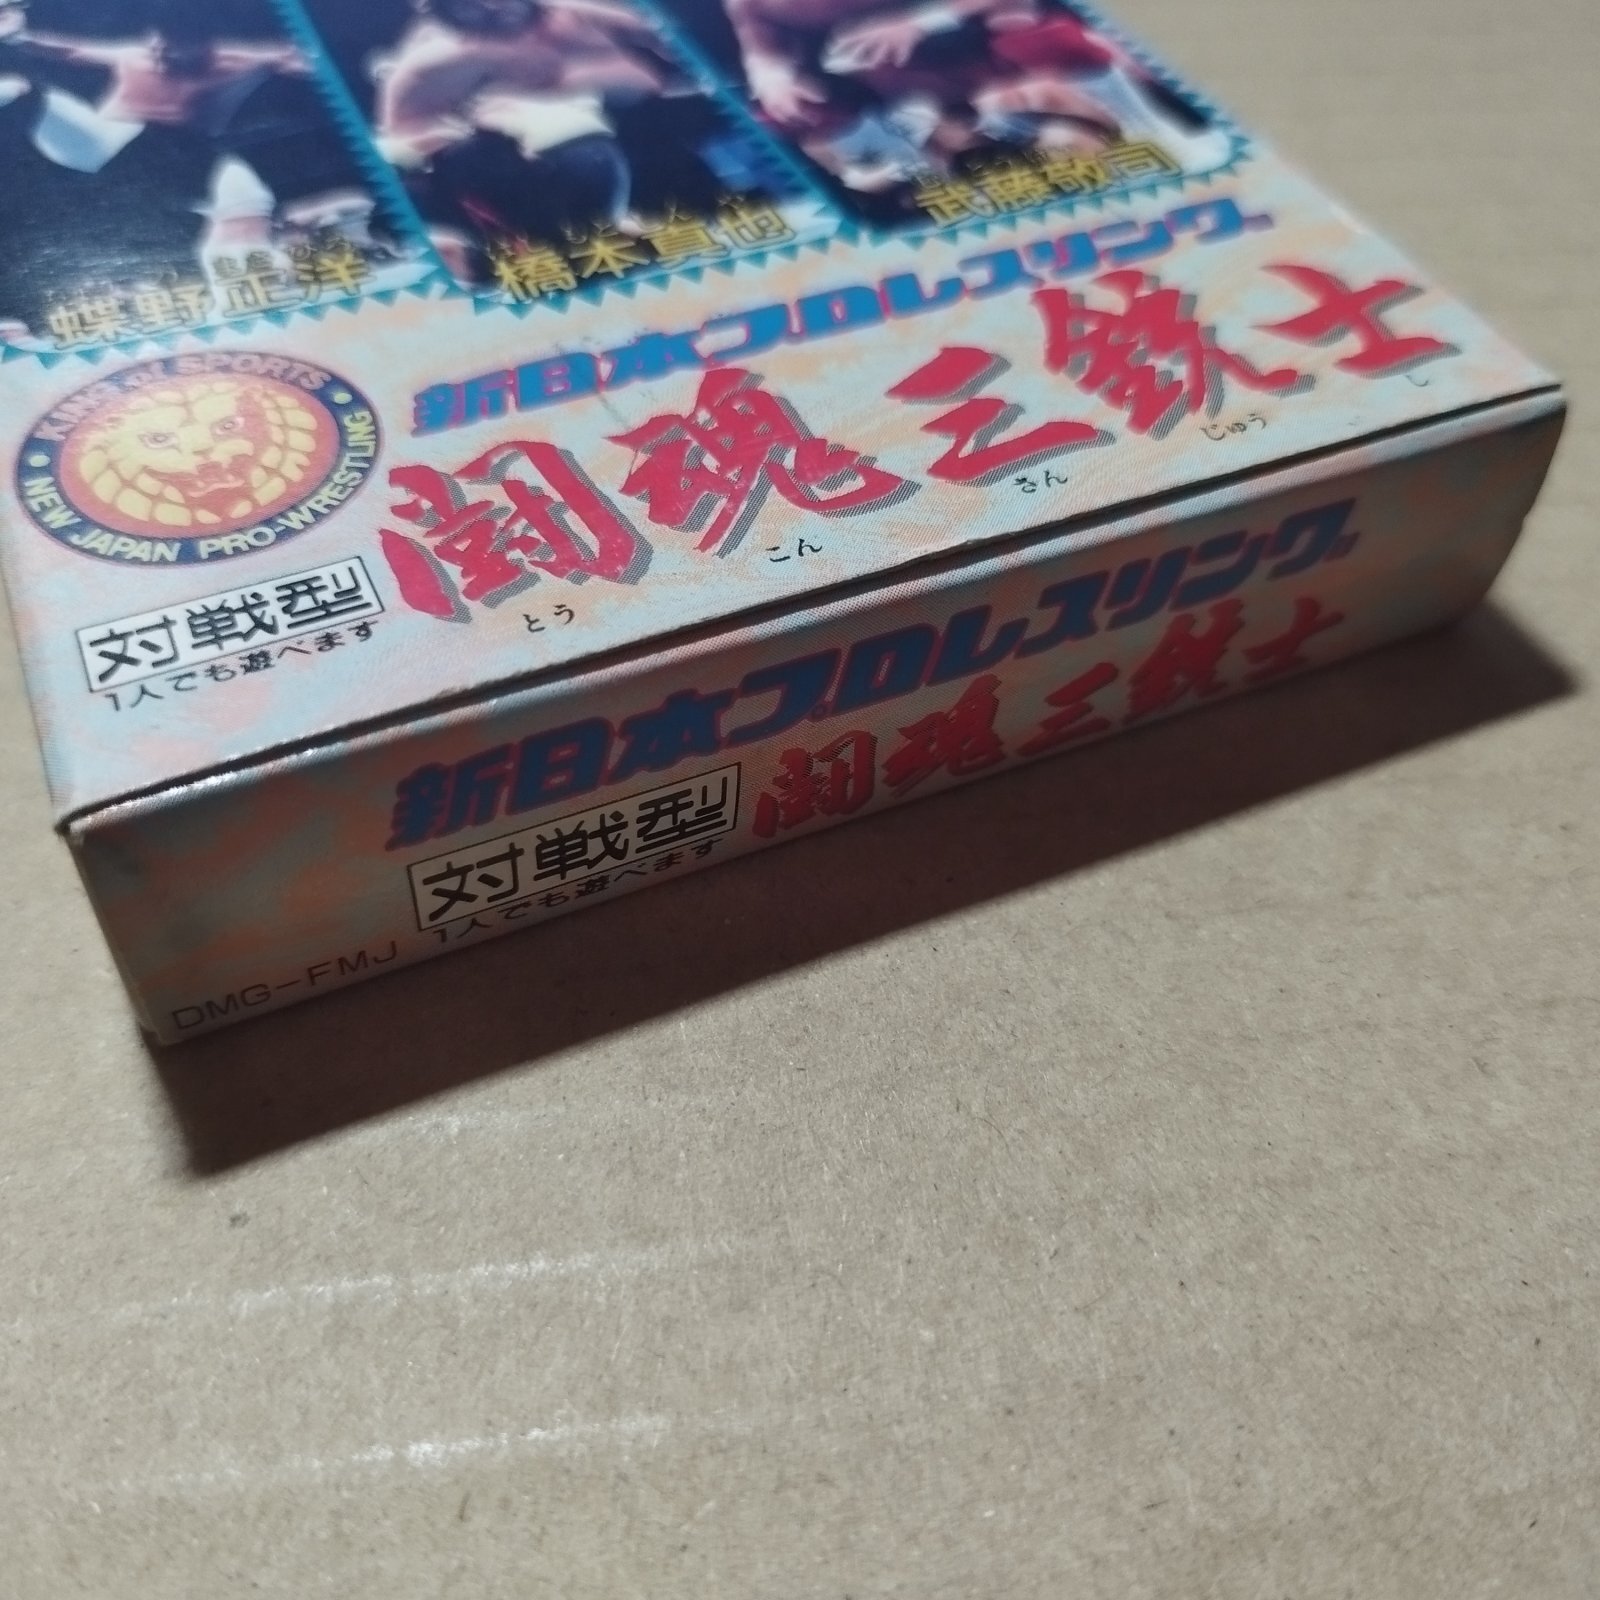 蝶野正洋
橋本真也
武藤敬司
KING OF SPORTS
NEW JAPAN PRO-WRESTLING
新日本プロレスリング
闘魂三銃士
とう こん さん じゅう し
対戦型
1人でも遊べます
新日本プロレスリング
闘魂三銃士
対戦型
1人でも遊べます
DMG-FMJ